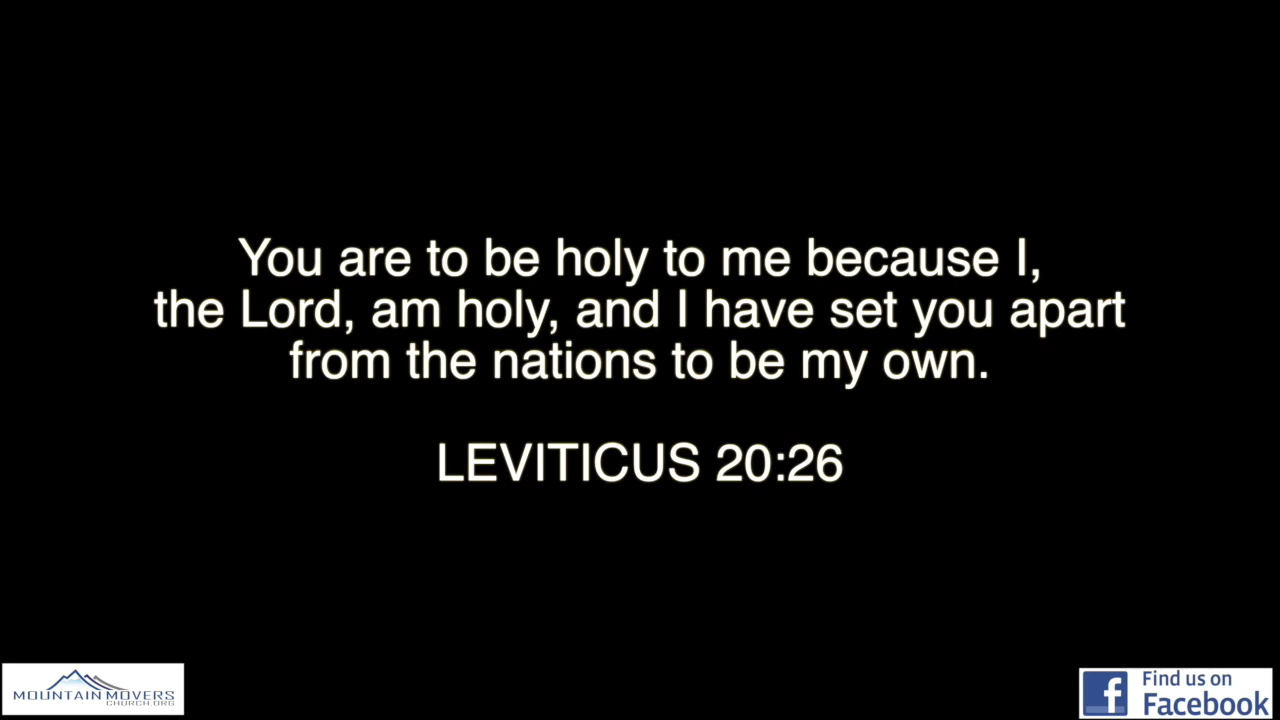 You are to be holy to me because I,
the Lord, am holy, and I have set you apart
from the nations to be my own.
LEVITICUS 20:26
MOUNTAIN MOVERS
CHURCH.ORG
Find us on
Facebook